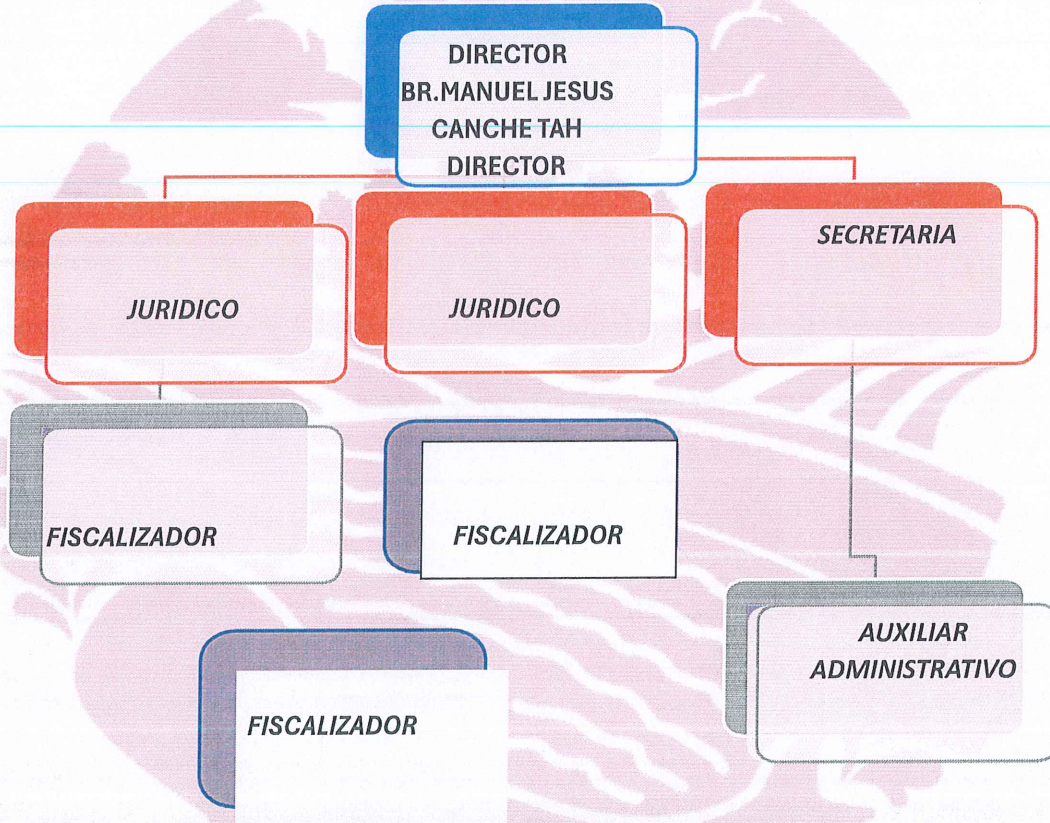 DIRECTOR
BR.MANUEL JESUS
CANCHE TAH
DIRECTOR
JURIDICO
JURIDICO
SECRETARIA
FISCALIZADOR
FISCALIZADOR
AUXILIAR
ADMINISTRATIVO
FISCALIZADOR